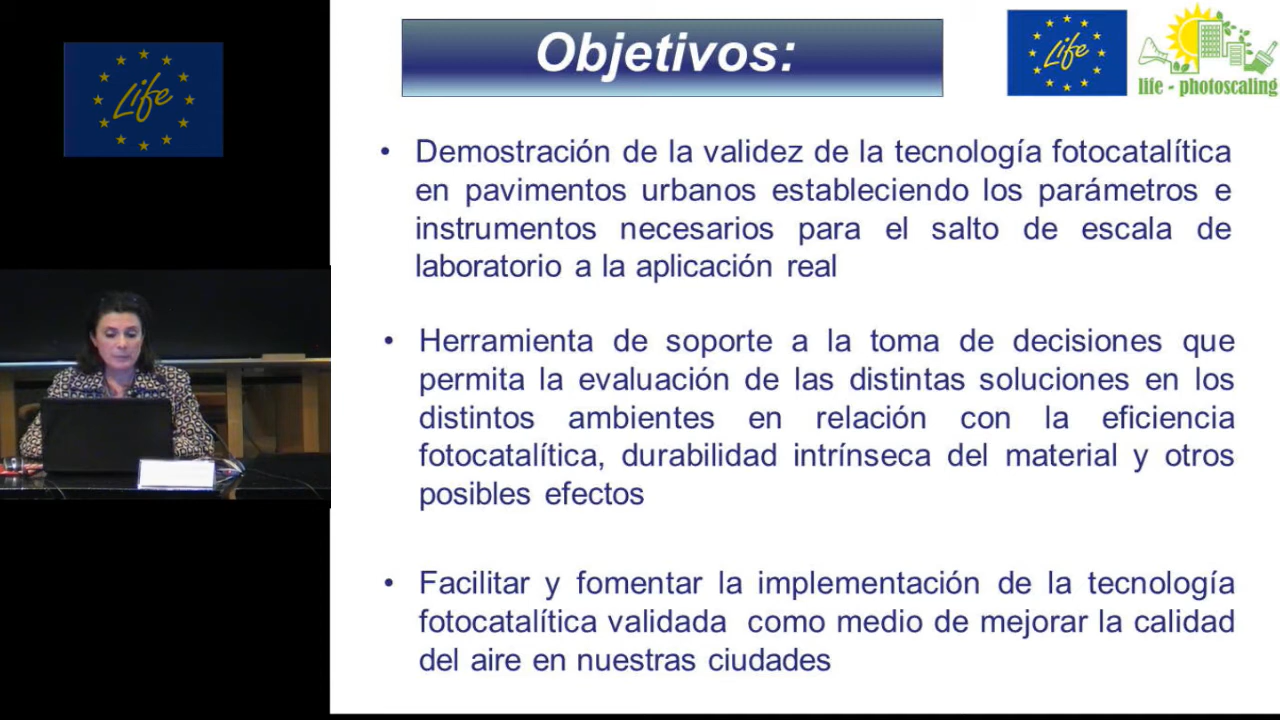 Life
Objetivos:
Life
life - photoscaling
• Demostración de la validez de la tecnología fotocatalítica
en pavimentos urbanos estableciendo los parámetros e
instrumentos necesarios para el salto de escala de
laboratorio a la aplicación real
• Herramienta de soporte a la toma de decisiones que
permita la evaluación de las distintas soluciones en los
distintos ambientes en relación con la eficiencia
fotocatalítica, durabilidad intrínseca del material y otros
posibles efectos
• Facilitar y fomentar la implementación de la tecnología
fotocatalítica validada como medio de mejorar la calidad
del aire en nuestras ciudades